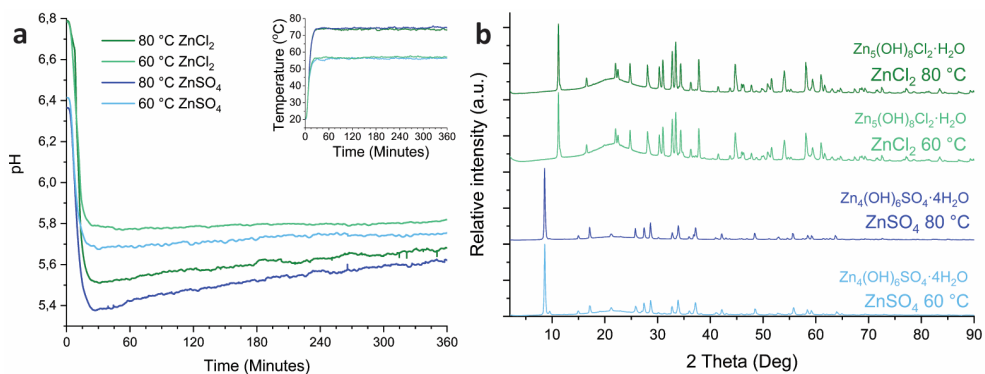 a
pH
6,8
6,6
6,4
6,2
6,0
5,8
5,6
5,4
0 60 120 180 240 300 360
Time (Minutes)
80 °C ZnCl₂
60 °C ZnCl₂
80 °C ZnSO₄
60 °C ZnSO₄
Temperature (°C)
80
70
60
50
40
30
20
0 60 120 180 240 300 360
Time (Minutes)
b
Relative intensity (a.u.)
Zn₅(OH)₈Cl₂·H₂O
ZnCl₂ 80 °C
Zn₅(OH)₈Cl₂·H₂O
ZnCl₂ 60 °C
Zn₄(OH)₆SO₄·4H₂O
ZnSO₄ 80 °C
Zn₄(OH)₆SO₄·4H₂O
ZnSO₄ 60 °C
10 20 30 40 50 60 70 80 90
2 Theta (Deg)